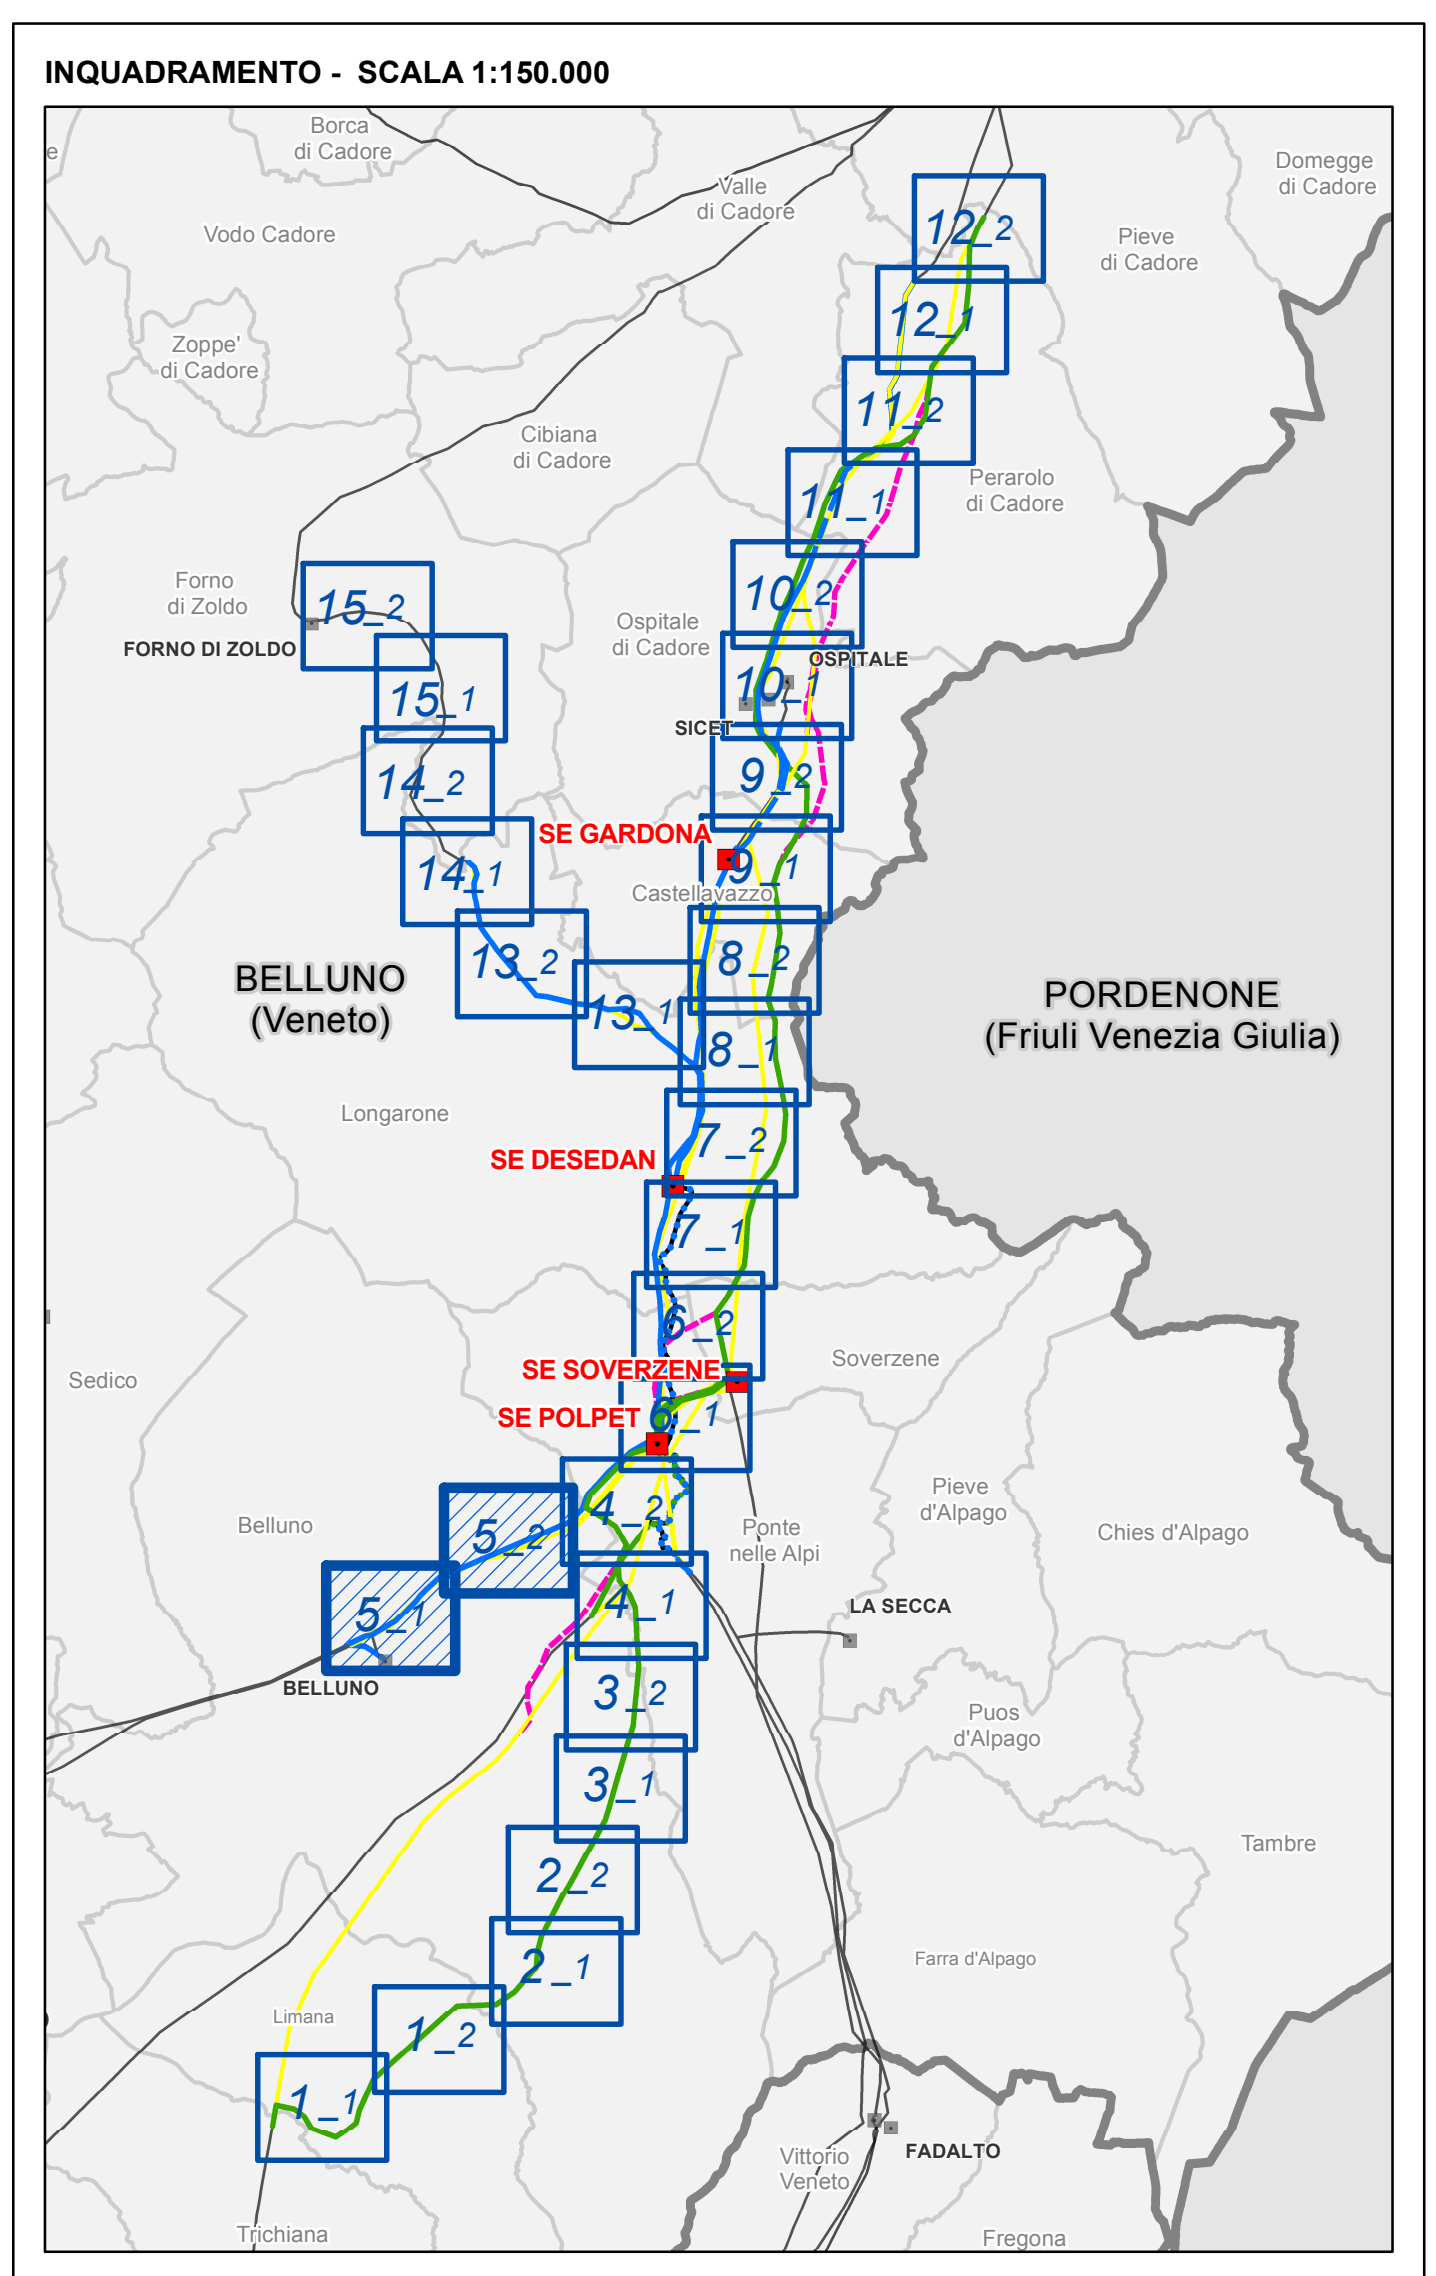 INQUADRAMENTO - SCALA 1:150.000
Borca
di Cadore
e
Domegge
di Cadore
Valle
di Cadore
Vodo Cadore
12_2
Pieve
di Cadore
12_1
Zoppe'
di Cadore
11_2
Cibiana
di Cadore
Perarolo
di Cadore
11_1
Forno
di Zoldo
15_2
10_2
Ospitale
di Cadore
FORNO DI ZOLDO
OSPITALE
15_1
10_1
SICET
14_2
9_2
SE GARDONA
14_1
9_1
Castellavazzo
13_2
8_2
BELLUNO
(Veneto)
PORDENONE
(Friuli Venezia Giulia)
13_1
8_1
Longarone
7_2
SE DESEDAN
7_1
6_2
Soverzene
SE SOVERZENE
Sedico
SE POLPET
6_1
Pieve
d'Alpago
4_2
Belluno
5_2
Ponte
nelle Alpi
Chies d'Alpago
5_1
4_1
LA SECCA
BELLUNO
3_2
Puos
d'Alpago
3_1
Tambre
2_2
Farra d'Alpago
2_1
Limana
1_2
1_1
FADALTO
Vittorio
Veneto
Trichiana
Fregona